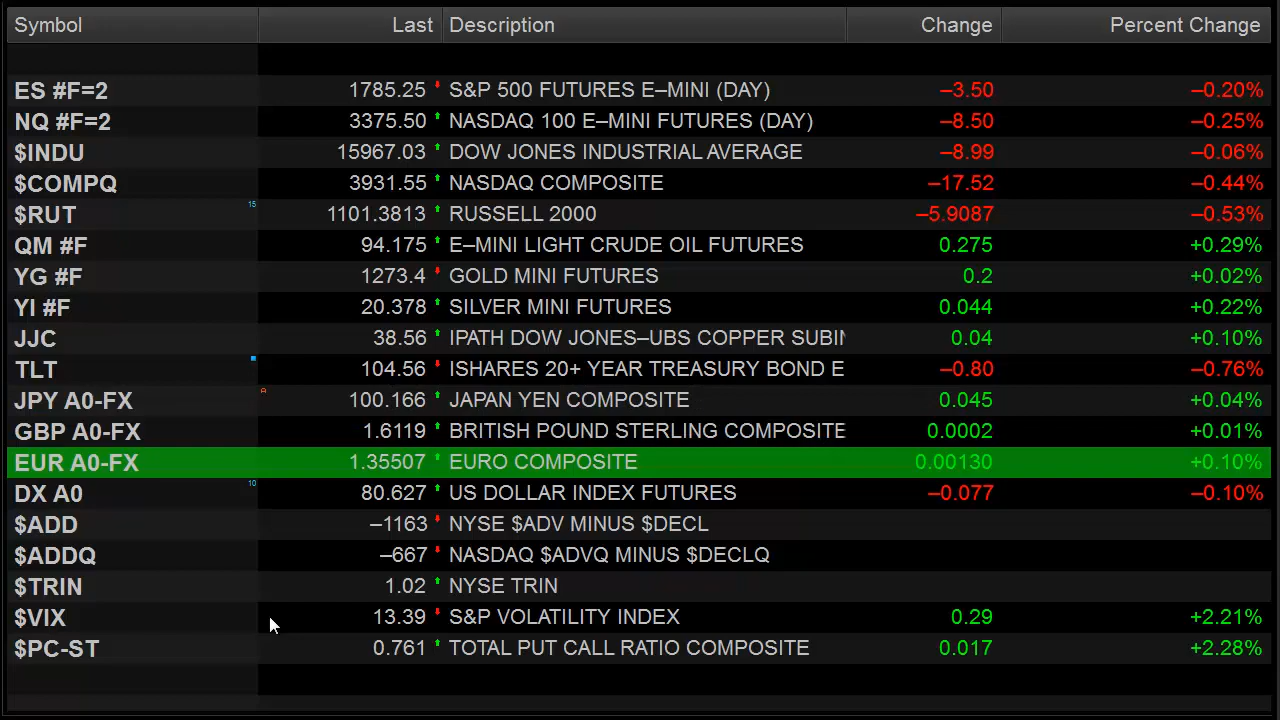 Symbol Last Description Change Percent Change
ES #F=2 1785.25 S&P 500 FUTURES E–MINI (DAY) –3.50 –0.20%
NQ #F=2 3375.50 NASDAQ 100 E–MINI FUTURES (DAY) –8.50 –0.25%
$INDU 15967.03 DOW JONES INDUSTRIAL AVERAGE –8.99 –0.06%
$COMPQ 3931.55 NASDAQ COMPOSITE –17.52 –0.44%
$RUT 15 1101.3813 RUSSELL 2000 –5.9087 –0.53%
QM #F 94.175 E–MINI LIGHT CRUDE OIL FUTURES 0.275 +0.29%
YG #F 1273.4 GOLD MINI FUTURES 0.2 +0.02%
YI #F 20.378 SILVER MINI FUTURES 0.044 +0.22%
JJC 38.56 IPATH DOW JONES–UBS COPPER SUBIN 0.04 +0.10%
TLT 104.56 ISHARES 20+ YEAR TREASURY BOND E –0.80 –0.76%
JPY A0-FX 100.166 JAPAN YEN COMPOSITE 0.045 +0.04%
GBP A0-FX 1.6119 BRITISH POUND STERLING COMPOSITE 0.0002 +0.01%
EUR A0-FX 1.35507 EURO COMPOSITE 0.00130 +0.10%
DX A0 10 80.627 US DOLLAR INDEX FUTURES –0.077 –0.10%
$ADD –1163 NYSE $ADV MINUS $DECL
$ADDQ –667 NASDAQ $ADVQ MINUS $DECLQ
$TRIN 1.02 NYSE TRIN
$VIX 13.39 S&P VOLATILITY INDEX 0.29 +2.21%
$PC-ST 0.761 TOTAL PUT CALL RATIO COMPOSITE 0.017 +2.28%